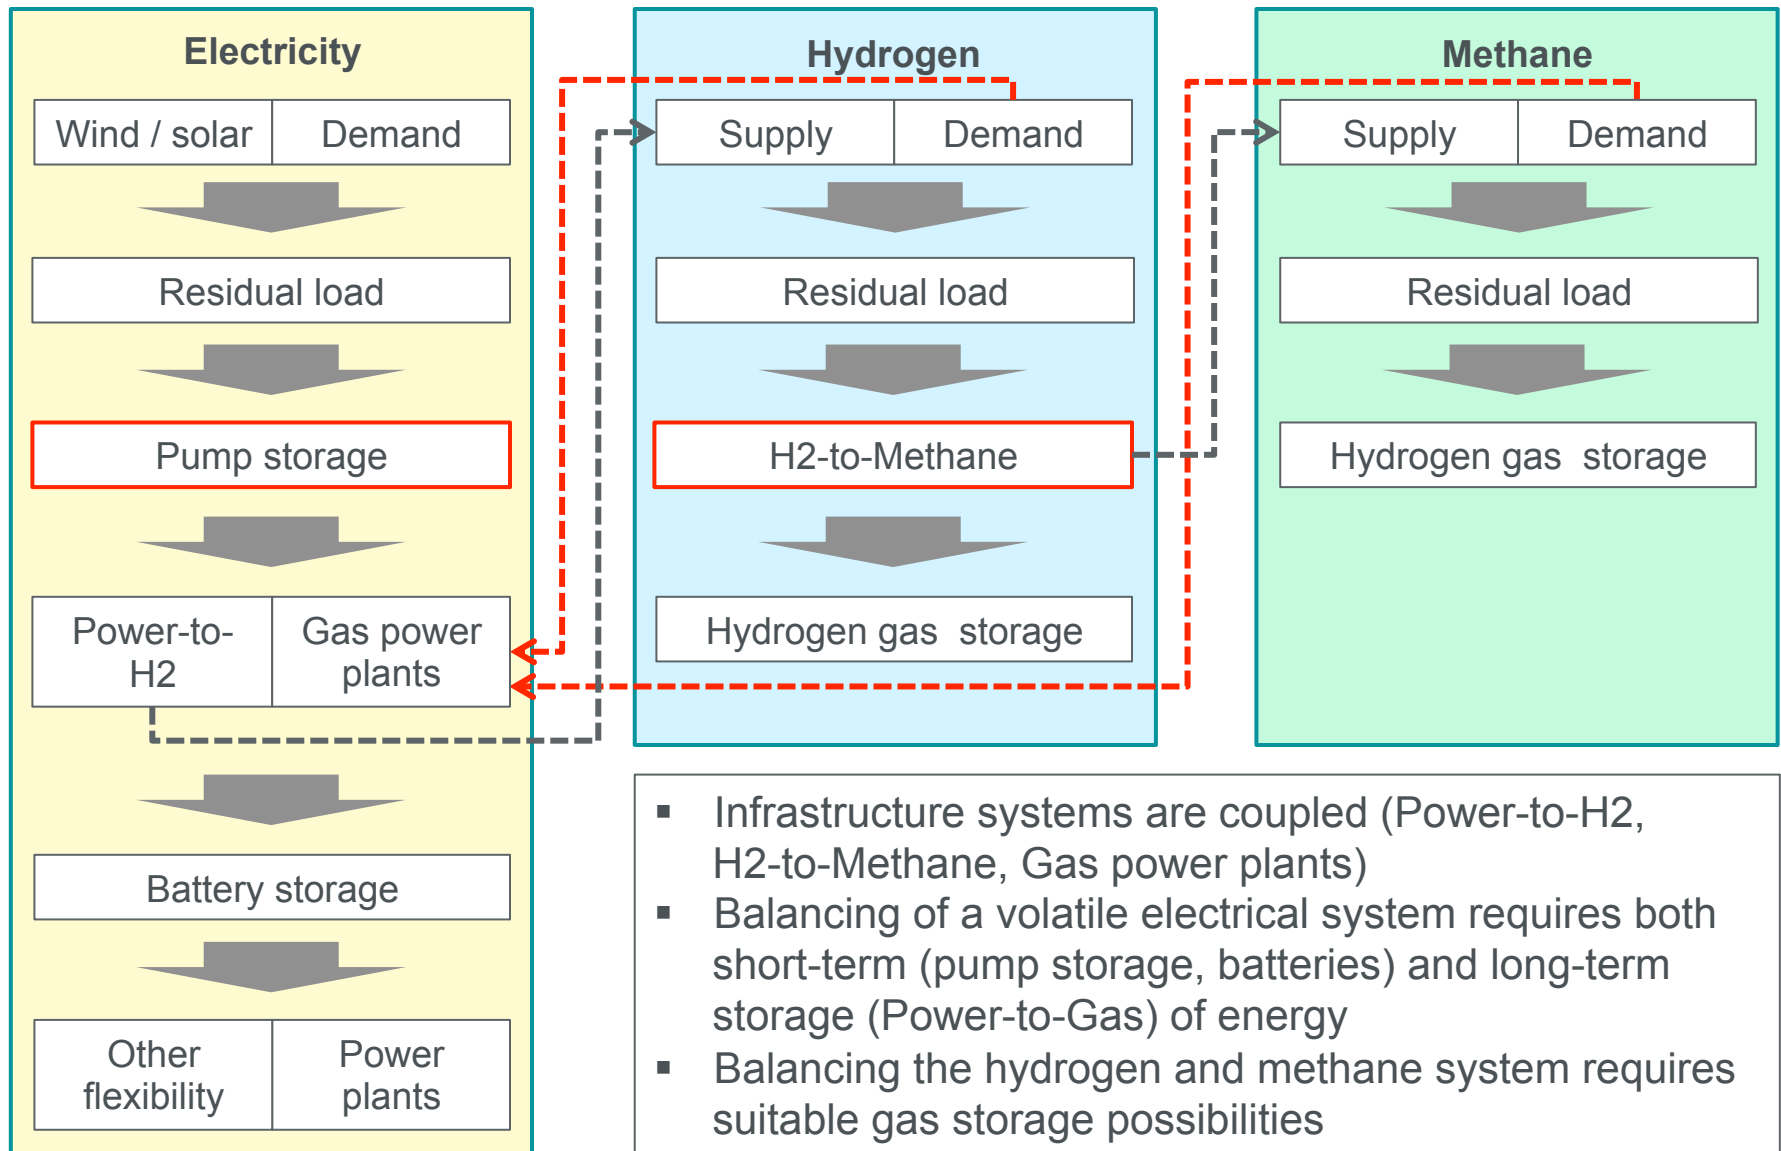 Electricity
Wind / solar
Demand
Residual load
Pump storage
Power-to-
H2
Gas power
plants
Battery storage
Other
flexibility
Power
plants
Hydrogen
Supply
Demand
Residual load
H2-to-Methane
Hydrogen gas  storage
Methane
Supply
Demand
Residual load
Hydrogen gas  storage
▪ Infrastructure systems are coupled (Power-to-H2,
H2-to-Methane, Gas power plants)
▪ Balancing of a volatile electrical system requires both
short-term (pump storage, batteries) and long-term
storage (Power-to-Gas) of energy
▪ Balancing the hydrogen and methane system requires
suitable gas storage possibilities